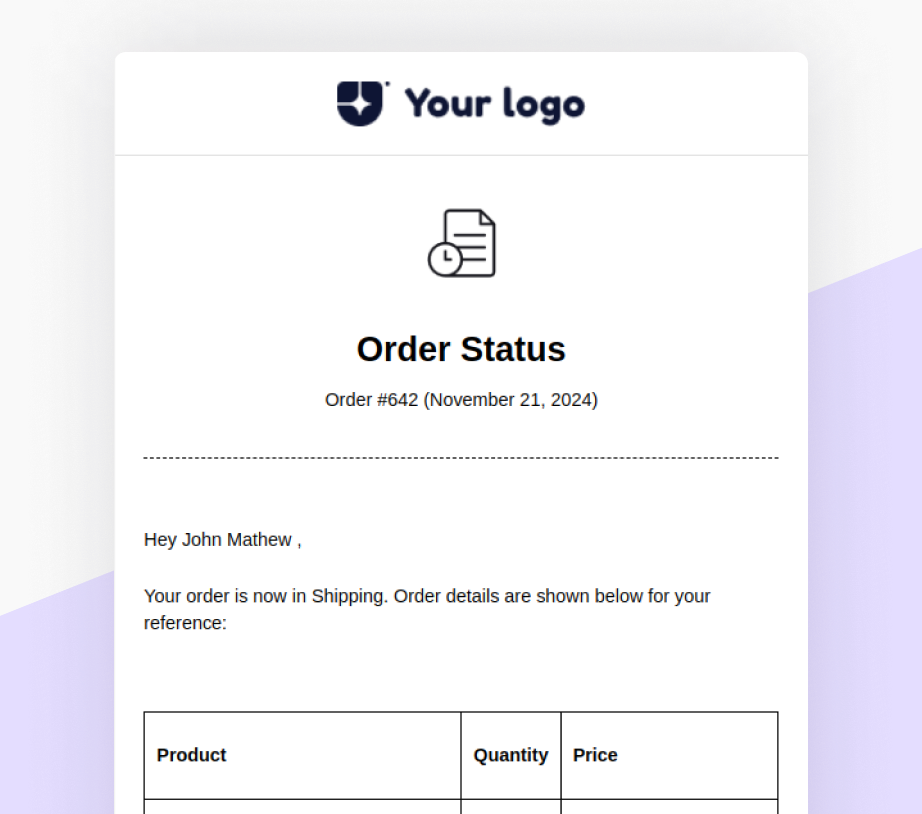 Your logo
Order Status
Order #642 (November 21, 2024)
Hey John Mathew ,
Your order is now in Shipping. Order details are shown below for your
reference:
Product Quantity Price